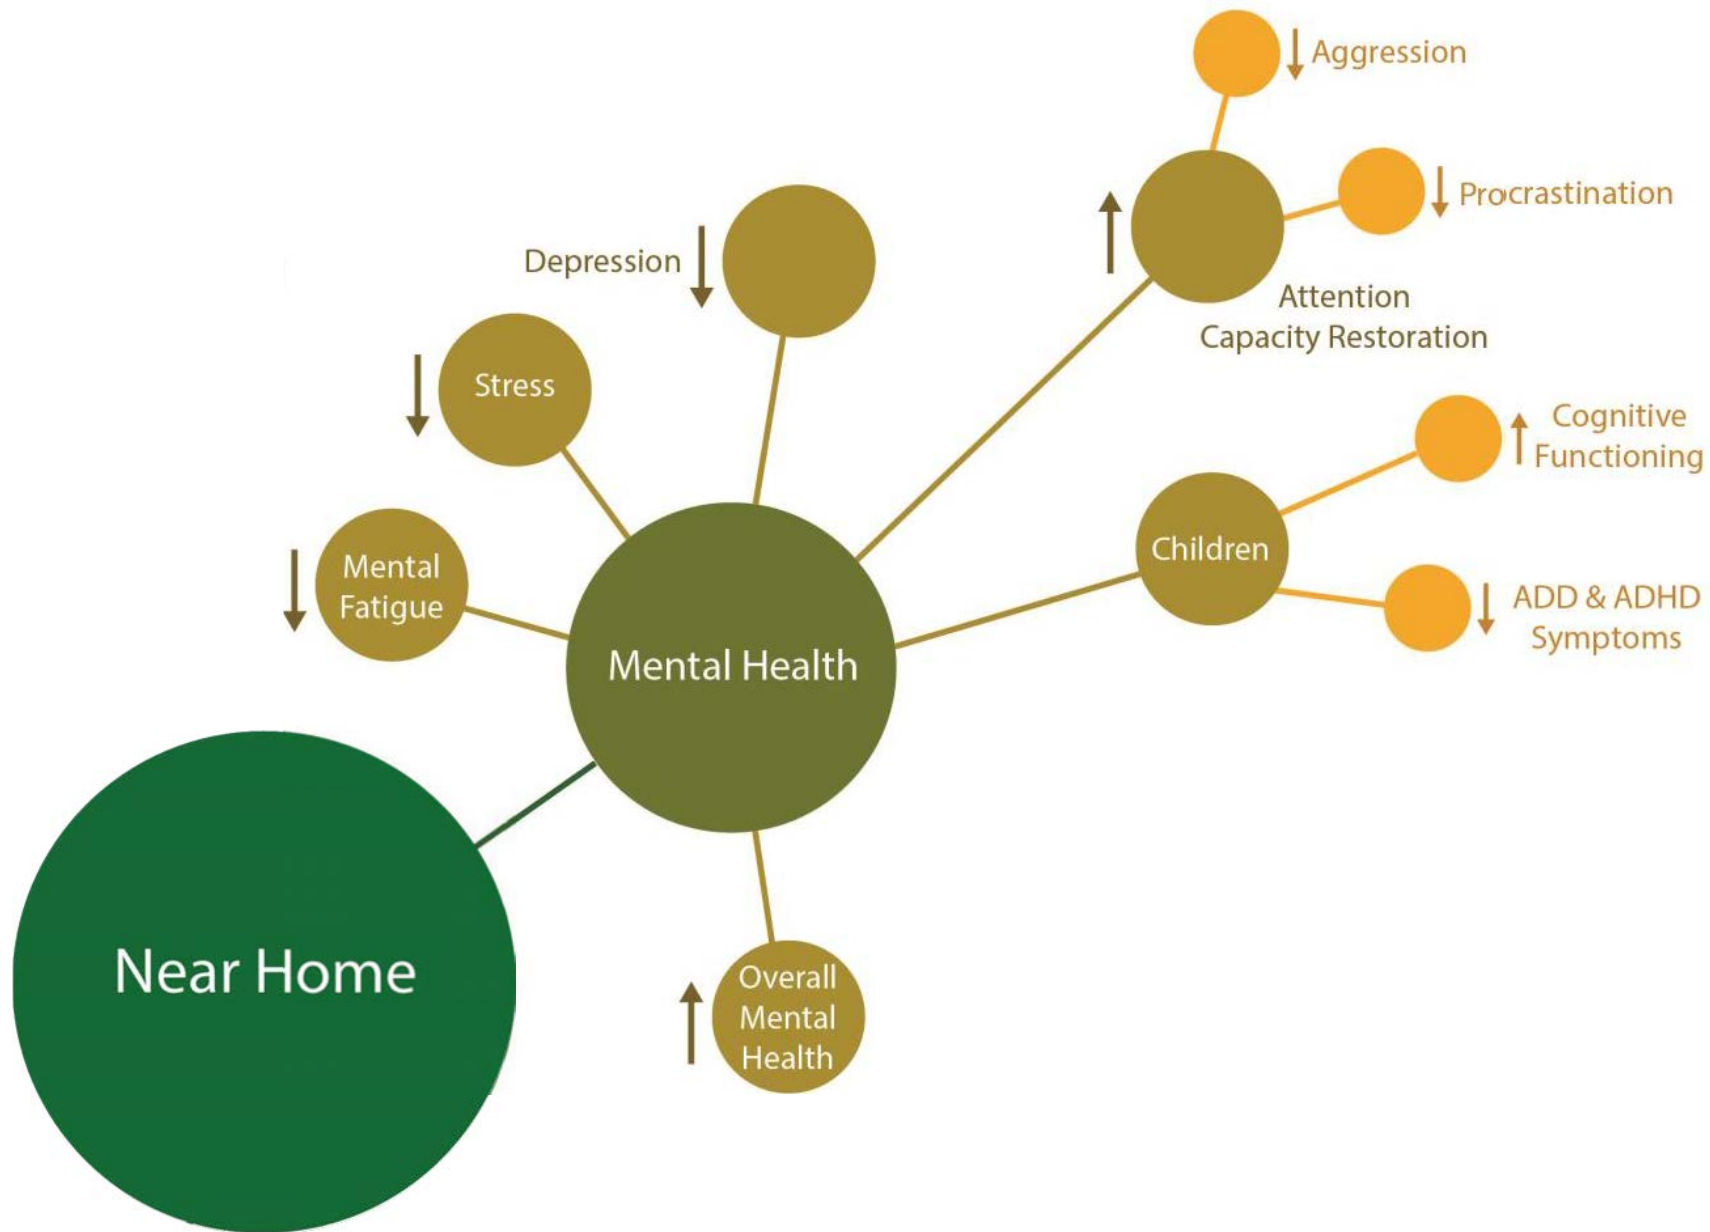 Aggression
Procrastination
Depression
Attention
Capacity Restoration
Stress
Cognitive
Functioning
Children
Mental
Fatigue
ADD & ADHD
Symptoms
Mental Health
Near Home
Overall
Mental
Health